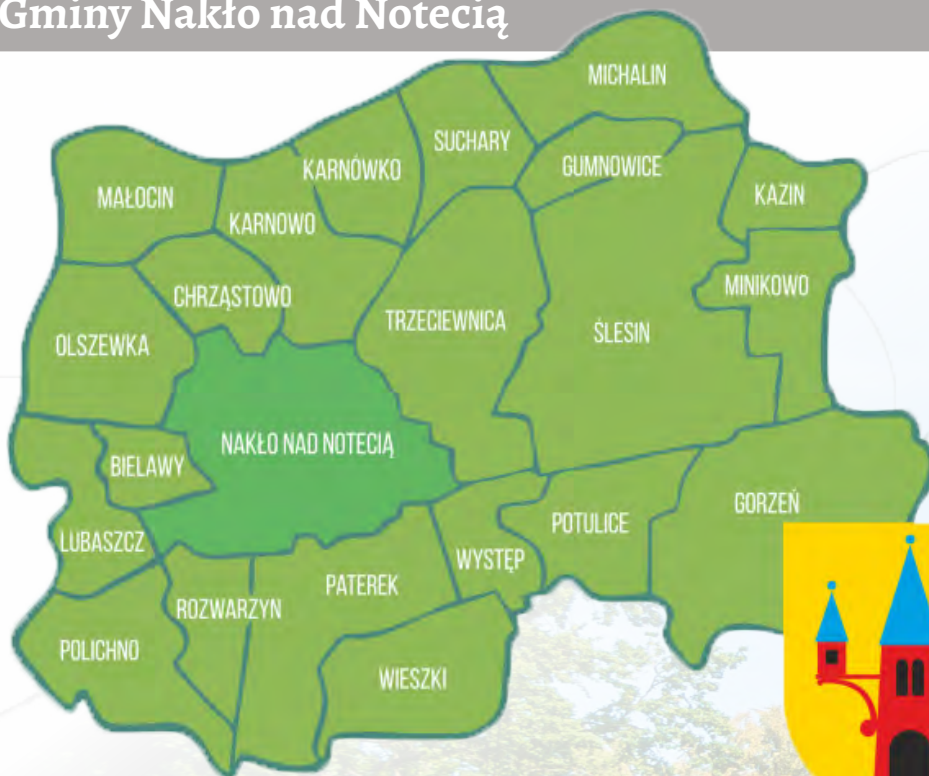 Gminy Nakło nad Notecią
MICHALIN
SUCHARY
KARNÓWKO
GUMNOWICE
MAŁOCIN
KAZIN
KARNOWO
CHRZĄSTOWO
MINIKOWO
TRZECIEWNICA
ŚLESIN
OLSZEWKA
NAKŁO NAD NOTECIĄ
BIELAWY
GORZEŃ
POTULICE
LUBASZCZ
WYSTĘP
PATEREK
ROZWARZYN
POLICHNO
WIESZKI